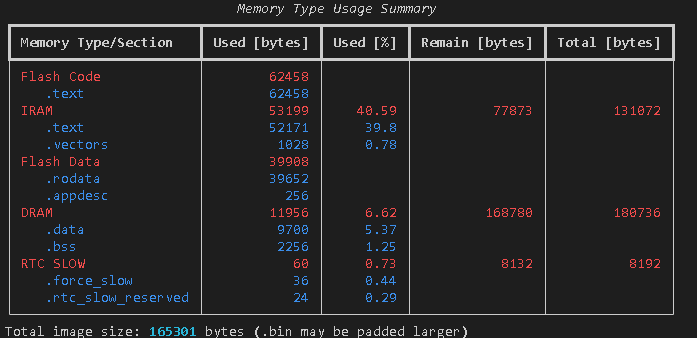 Memory Type Usage Summary
Memory Type/Section Used [bytes] Used [%] Remain [bytes] Total [bytes]
Flash Code 62458
.text 62458
IRAM 53199 40.59 77873 131072
.text 52171 39.8
.vectors 1028 0.78
Flash Data 39908
.rodata 39652
.appdesc 256
DRAM 11956 6.62 168780 180736
.data 9700 5.37
.bss 2256 1.25
RTC SLOW 60 0.73 8132 8192
.force_slow 36 0.44
.rtc_slow_reserved 24 0.29
Total image size: 165301 bytes (.bin may be padded larger)